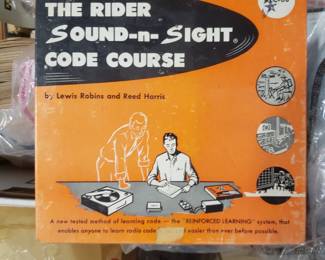 THE RIDER
SOUND-n-SIGHT®
CODE COURSE
by Lewis Robins and Reed Harris
A new tested method of learning code — the "REINFORCED LEARNING" system, that
enables anyone to learn radio code and easier than ever before possible.